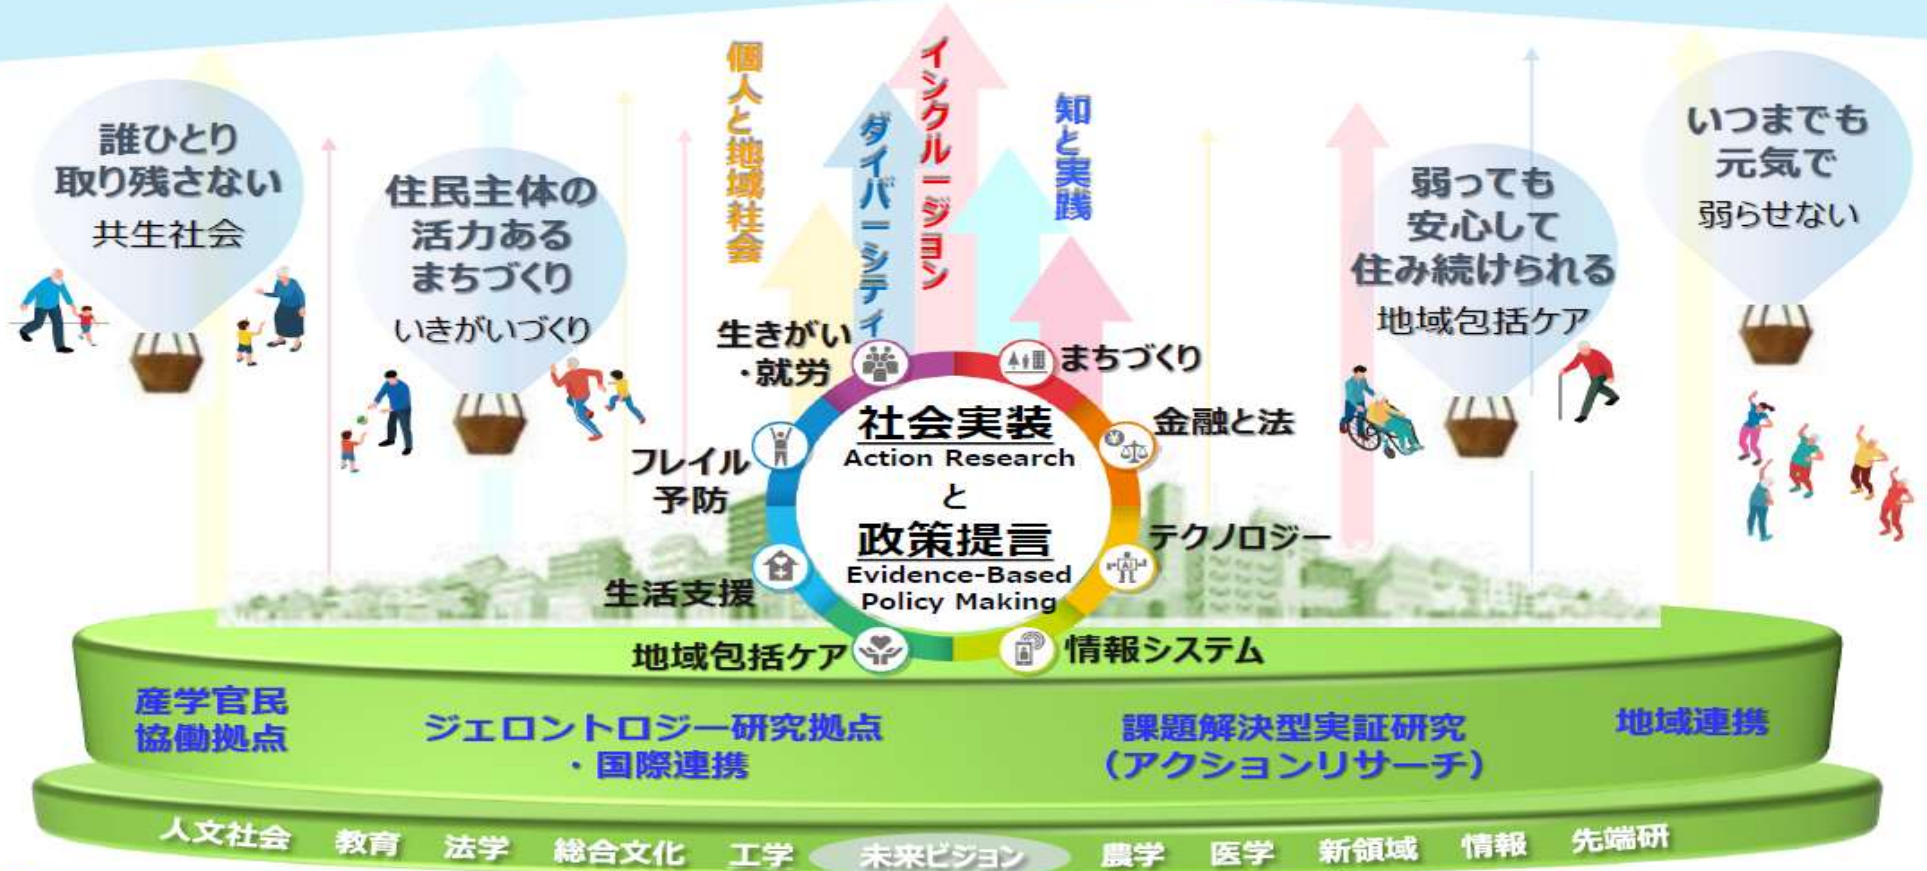 誰ひとり
取り残さない
共生社会
住民主体の
活力ある
まちづくり
いきがいづくり
個人と地域社会
ダイバーシティ
インクルージョン
知と実践
弱っても
安心して
住み続けられる
地域包括ケア
いつまでも
元気で
弱らせない
生きがい
・就労
まちづくり
フレイル
予防
金融と法
生活支援
テクノロジー
地域包括ケア
情報システム
社会実装
Action Research
と
政策提言
Evidence-Based
Policy Making
AI
産学官民
協働拠点
ジェロントロジー研究拠点
・国際連携
課題解決型実証研究
（アクションリサーチ）
地域連携
人文社会 教育 法学 総合文化 工学 未来ビジョン 農学 医学 新領域 情報 先端研